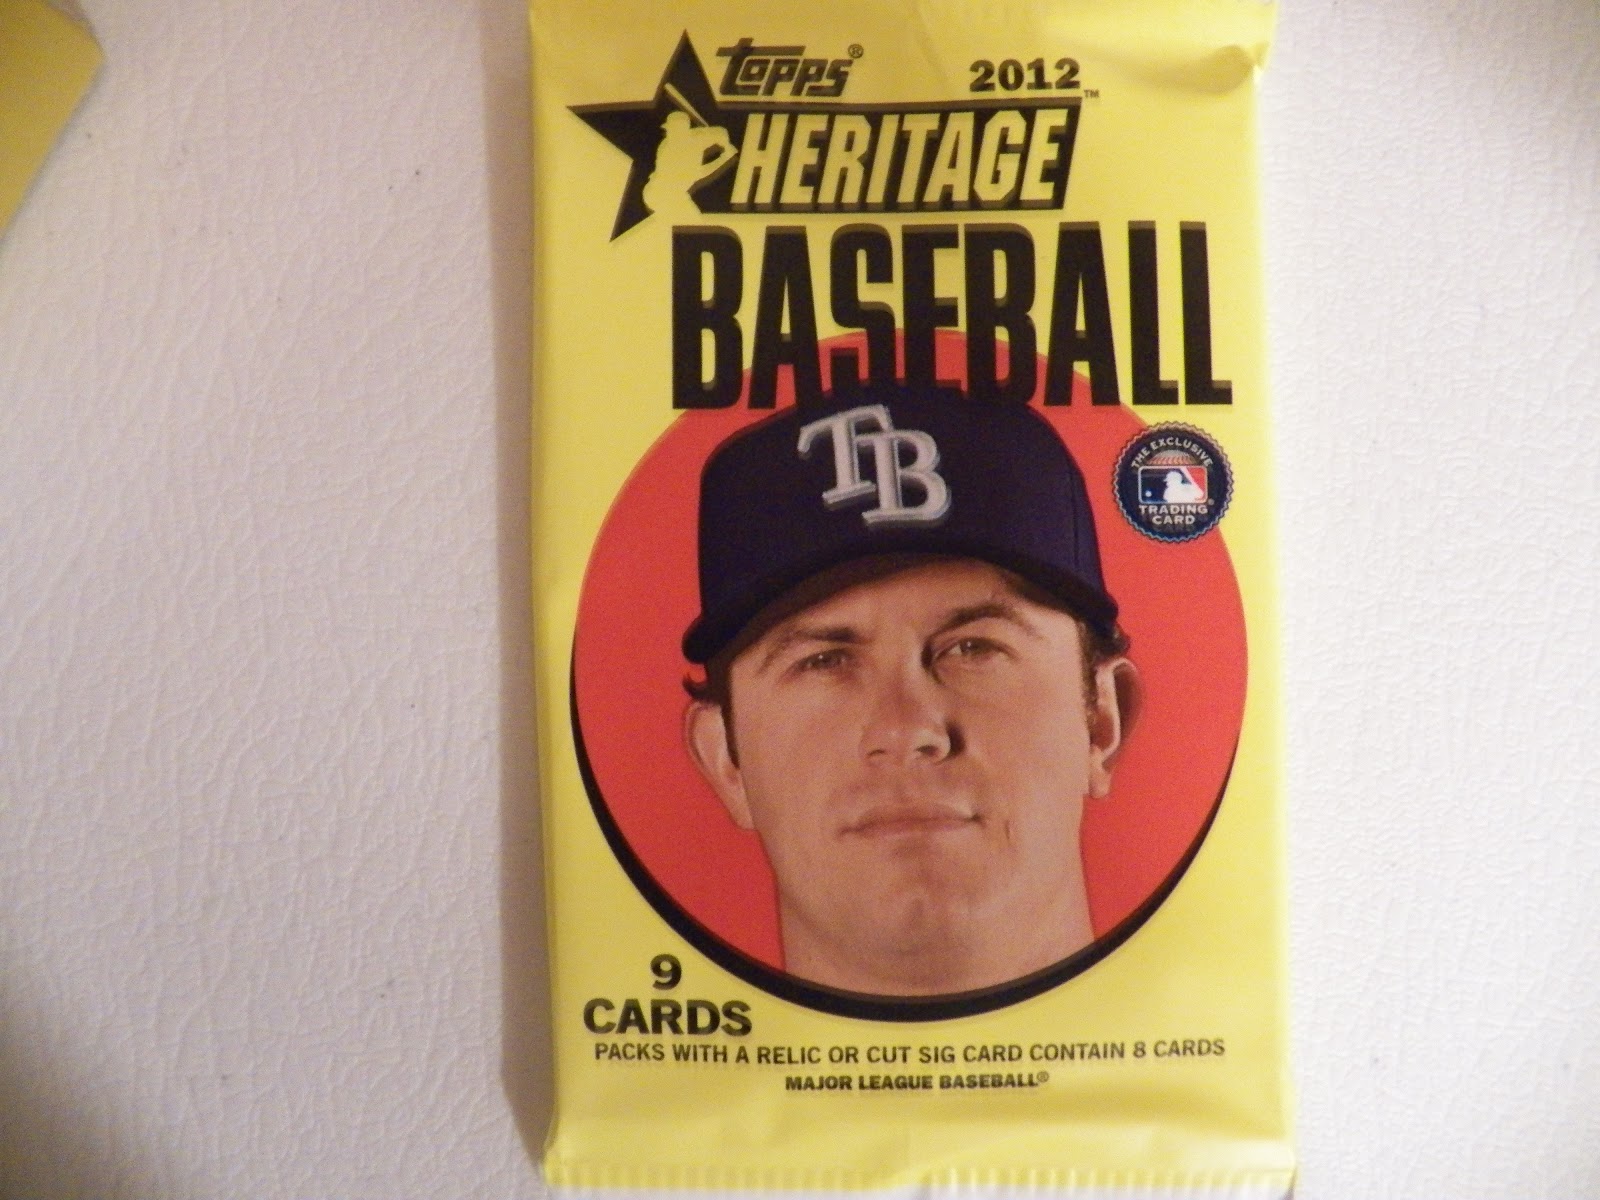 topps® 2012
HERITAGE™
BASEBALL
TB
THE EXCLUSIVE
TRADING
CARD
9
CARDS
PACKS WITH A RELIC OR CUT SIG CARD CONTAIN 8 CARDS
MAJOR LEAGUE BASEBALL®